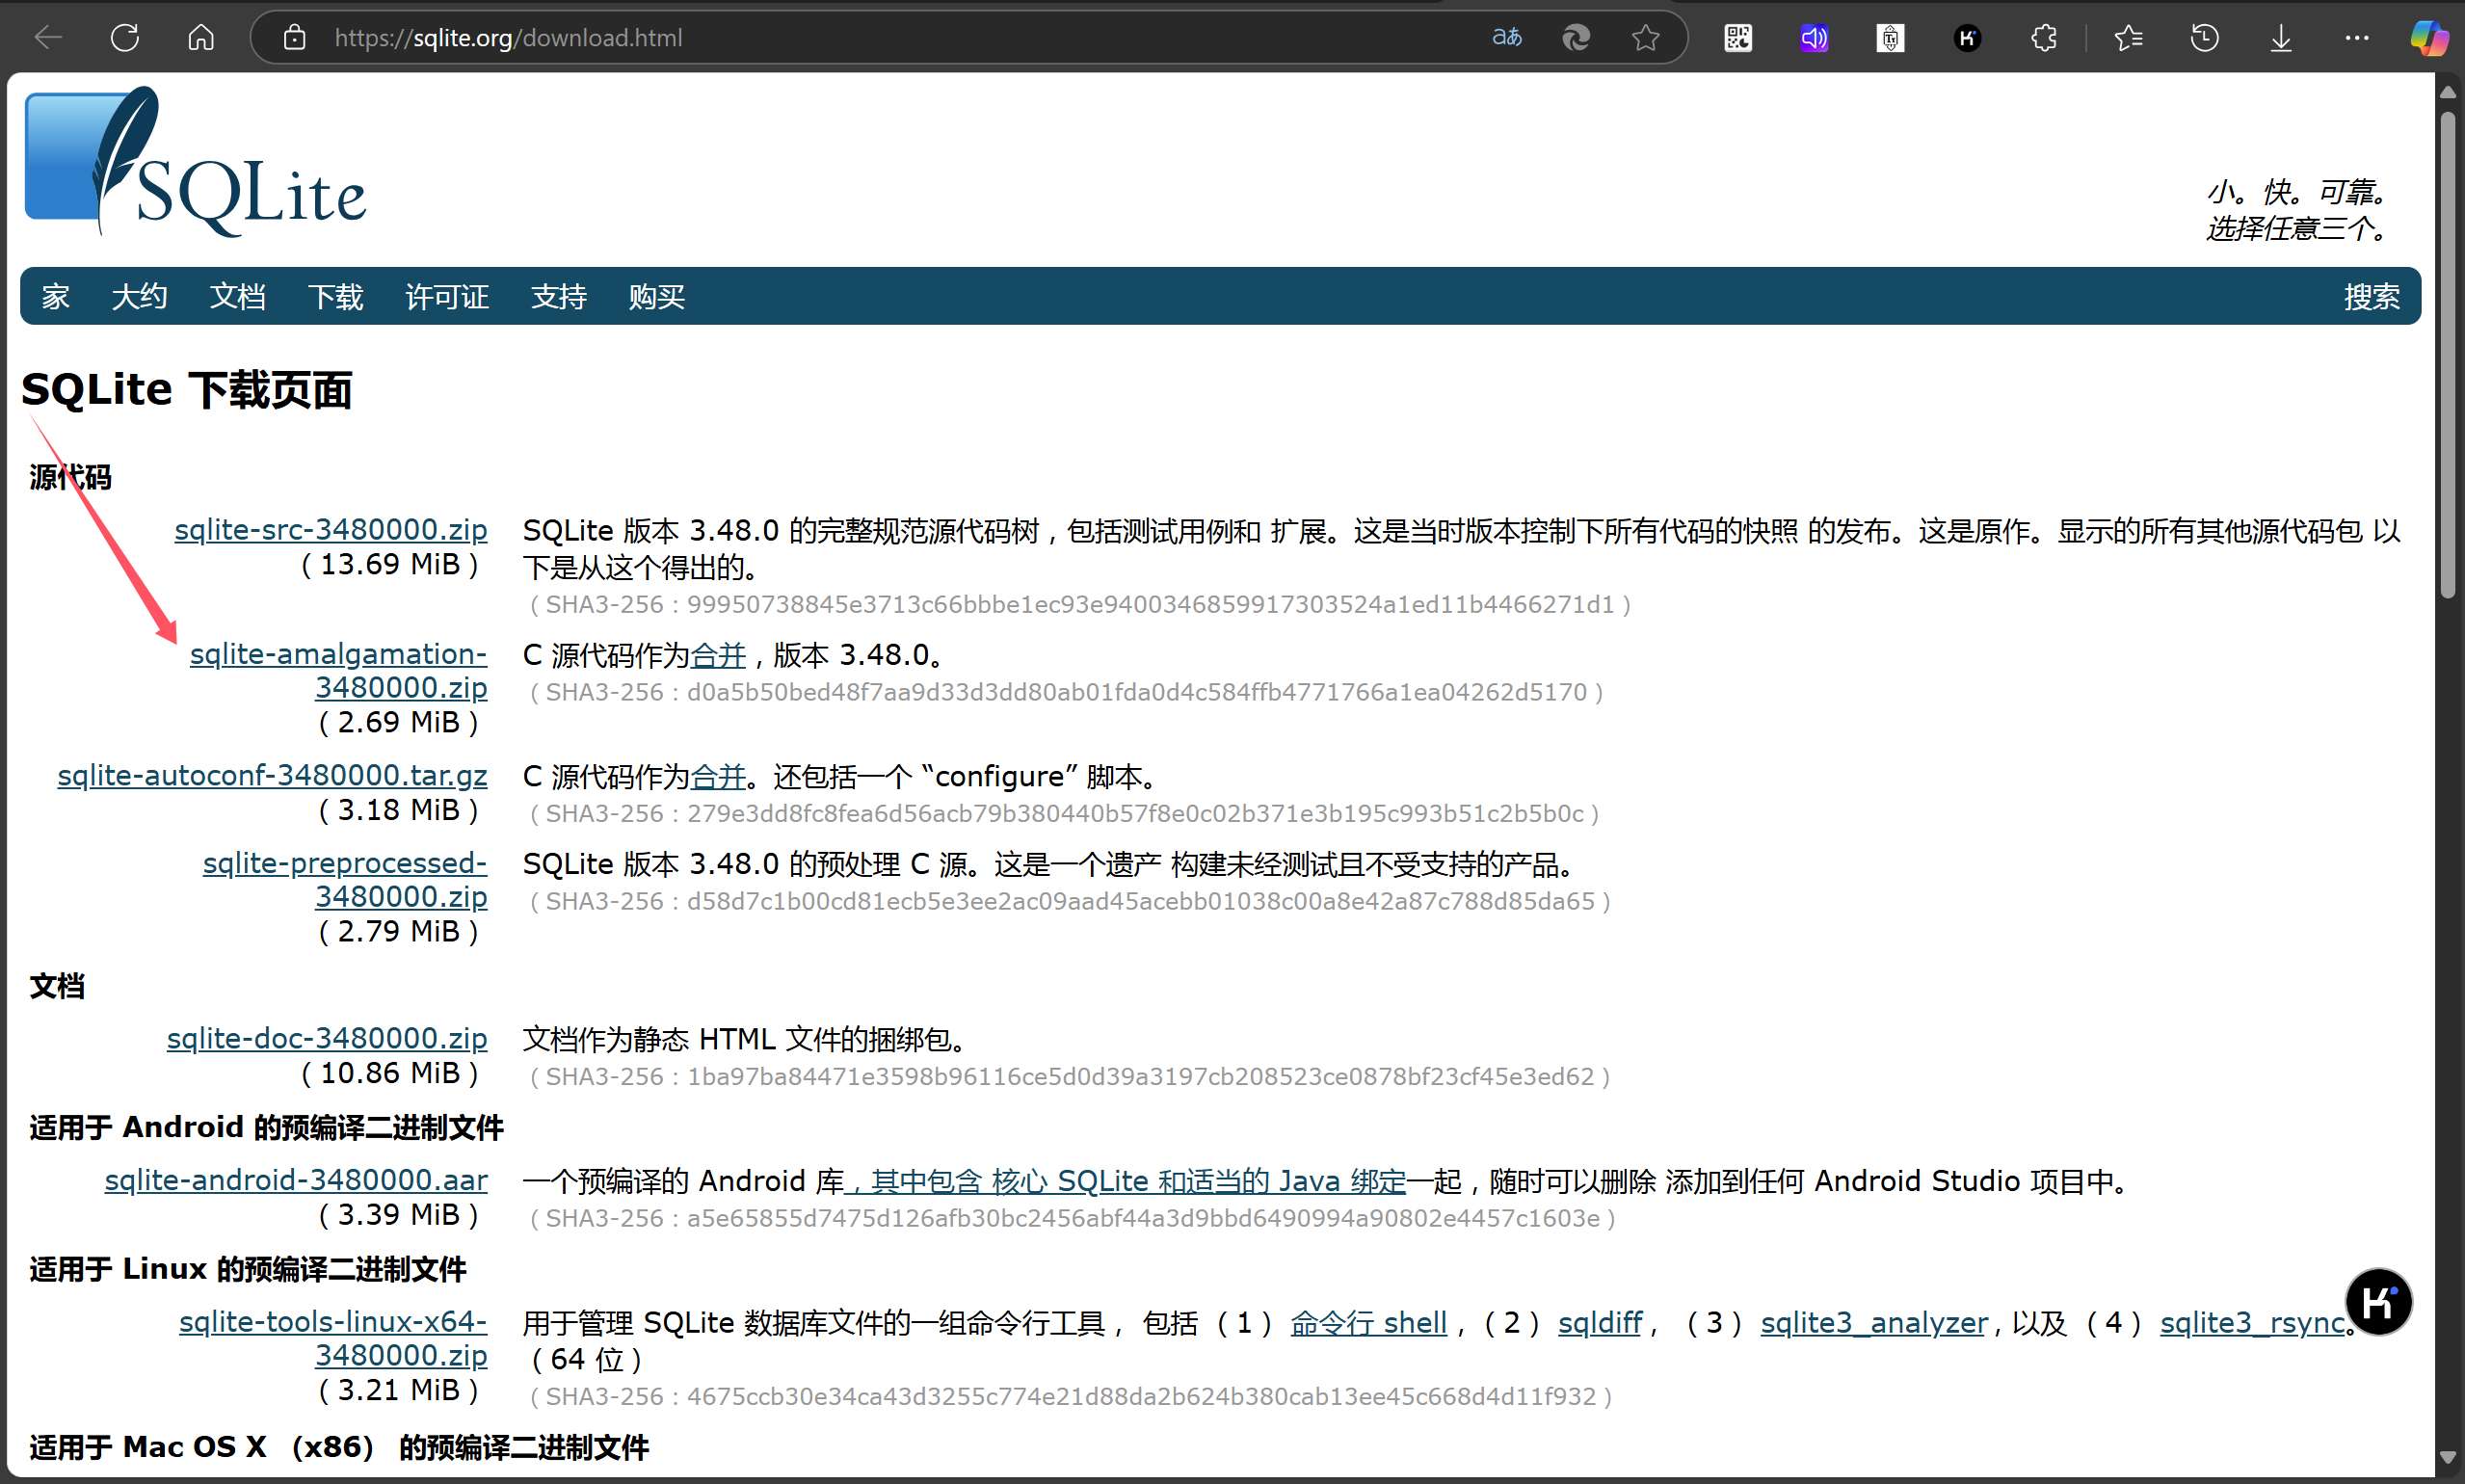 https://sqlite.org/download.html
SQLite
小。快。可靠。
选择任意三个。
家 大约 文档 下载 许可证 支持 购买 搜索
SQLite 下载页面
源代码
sqlite-src-3480000.zip
（13.69 MiB）
SQLite 版本 3.48.0 的完整规范源代码树，包括测试用例和 扩展。这是当时版本控制下所有代码的快照 的发布。这是原作。显示的所有其他源代码包 以
下是从这个得出的。
（SHA3-256：99950738845e3713c66bbbe1ec93e9400346859917303524a1ed11b4466271d1）
sqlite-amalgamation-
3480000.zip
（2.69 MiB）
C 源代码作为合并，版本 3.48.0。
（SHA3-256：d0a5b50bed48f7aa9d33d3dd80ab01fda0d4c584ffb4771766a1ea04262d5170）
sqlite-autoconf-3480000.tar.gz
（3.18 MiB）
C 源代码作为合并。还包括一个 “configure” 脚本。
（SHA3-256：279e3dd8fc8fea6d56acb79b380440b57f8e0c02b371e3b195c993b51c2b5b0c）
sqlite-preprocessed-
3480000.zip
（2.79 MiB）
SQLite 版本 3.48.0 的预处理 C 源。这是一个遗产 构建未经测试且不受支持的产品。
（SHA3-256：d58d7c1b00cd81ecb5e3ee2ac09aad45acebb01038c00a8e42a87c788d85da65）
文档
sqlite-doc-3480000.zip
（10.86 MiB）
文档作为静态 HTML 文件的捆绑包。
（SHA3-256：1ba97ba84471e3598b96116ce5d0d39a3197cb208523ce0878bf23cf45e3ed62）
适用于 Android 的预编译二进制文件
sqlite-android-3480000.aar
（3.39 MiB）
一个预编译的 Android 库，其中包含 核心 SQLite 和适当的 Java 绑定一起，随时可以删除 添加到任何 Android Studio 项目中。
（SHA3-256：a5e65855d7475d126afb30bc2456abf44a3d9bbd6490994a90802e4457c1603e）
适用于 Linux 的预编译二进制文件
sqlite-tools-linux-x64-
3480000.zip
（3.21 MiB）
用于管理 SQLite 数据库文件的一组命令行工具， 包括 （1） 命令行 shell，（2） sqldiff， （3） sqlite3_analyzer，以及 （4） sqlite3_rsync。
（64 位）
（SHA3-256：4675ccb30e34ca43d3255c774e21d88da2b624b380cab13ee45c668d4d11f932）
适用于 Mac OS X （x86） 的预编译二进制文件